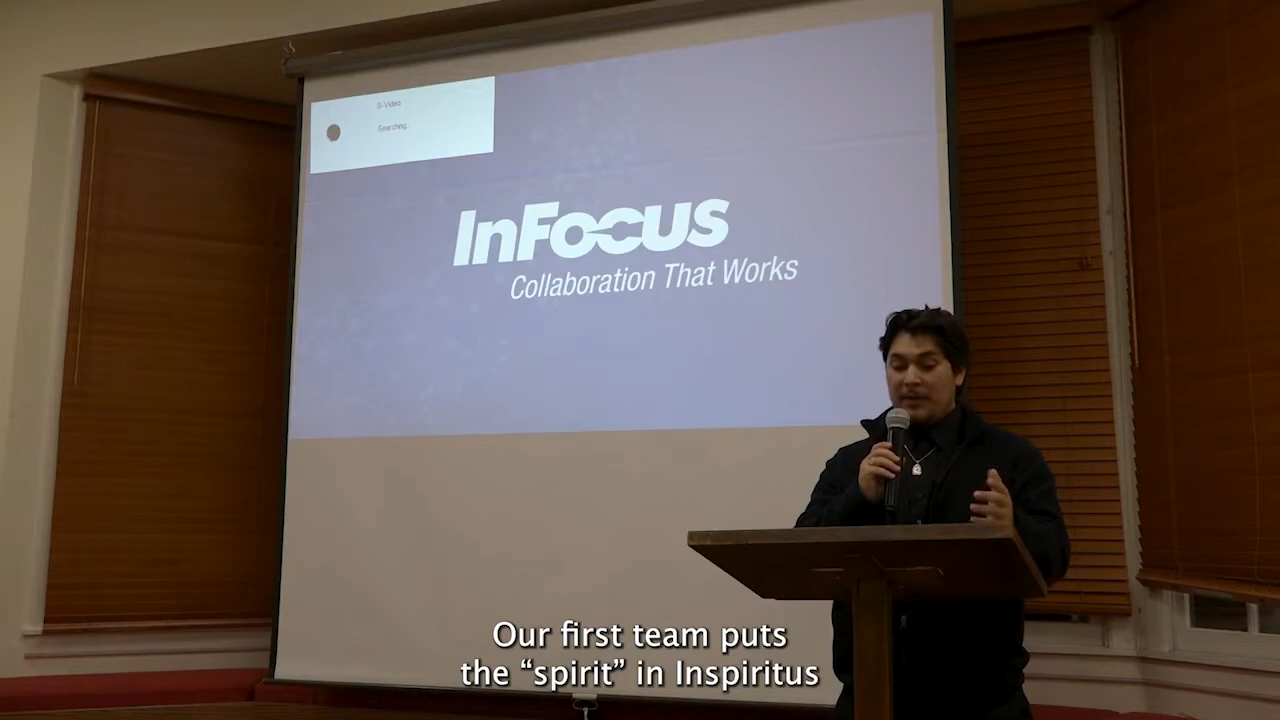 S-Video
Searching..
InFocus
Collaboration That Works
Our first team puts
the “spirit” in Inspiritus